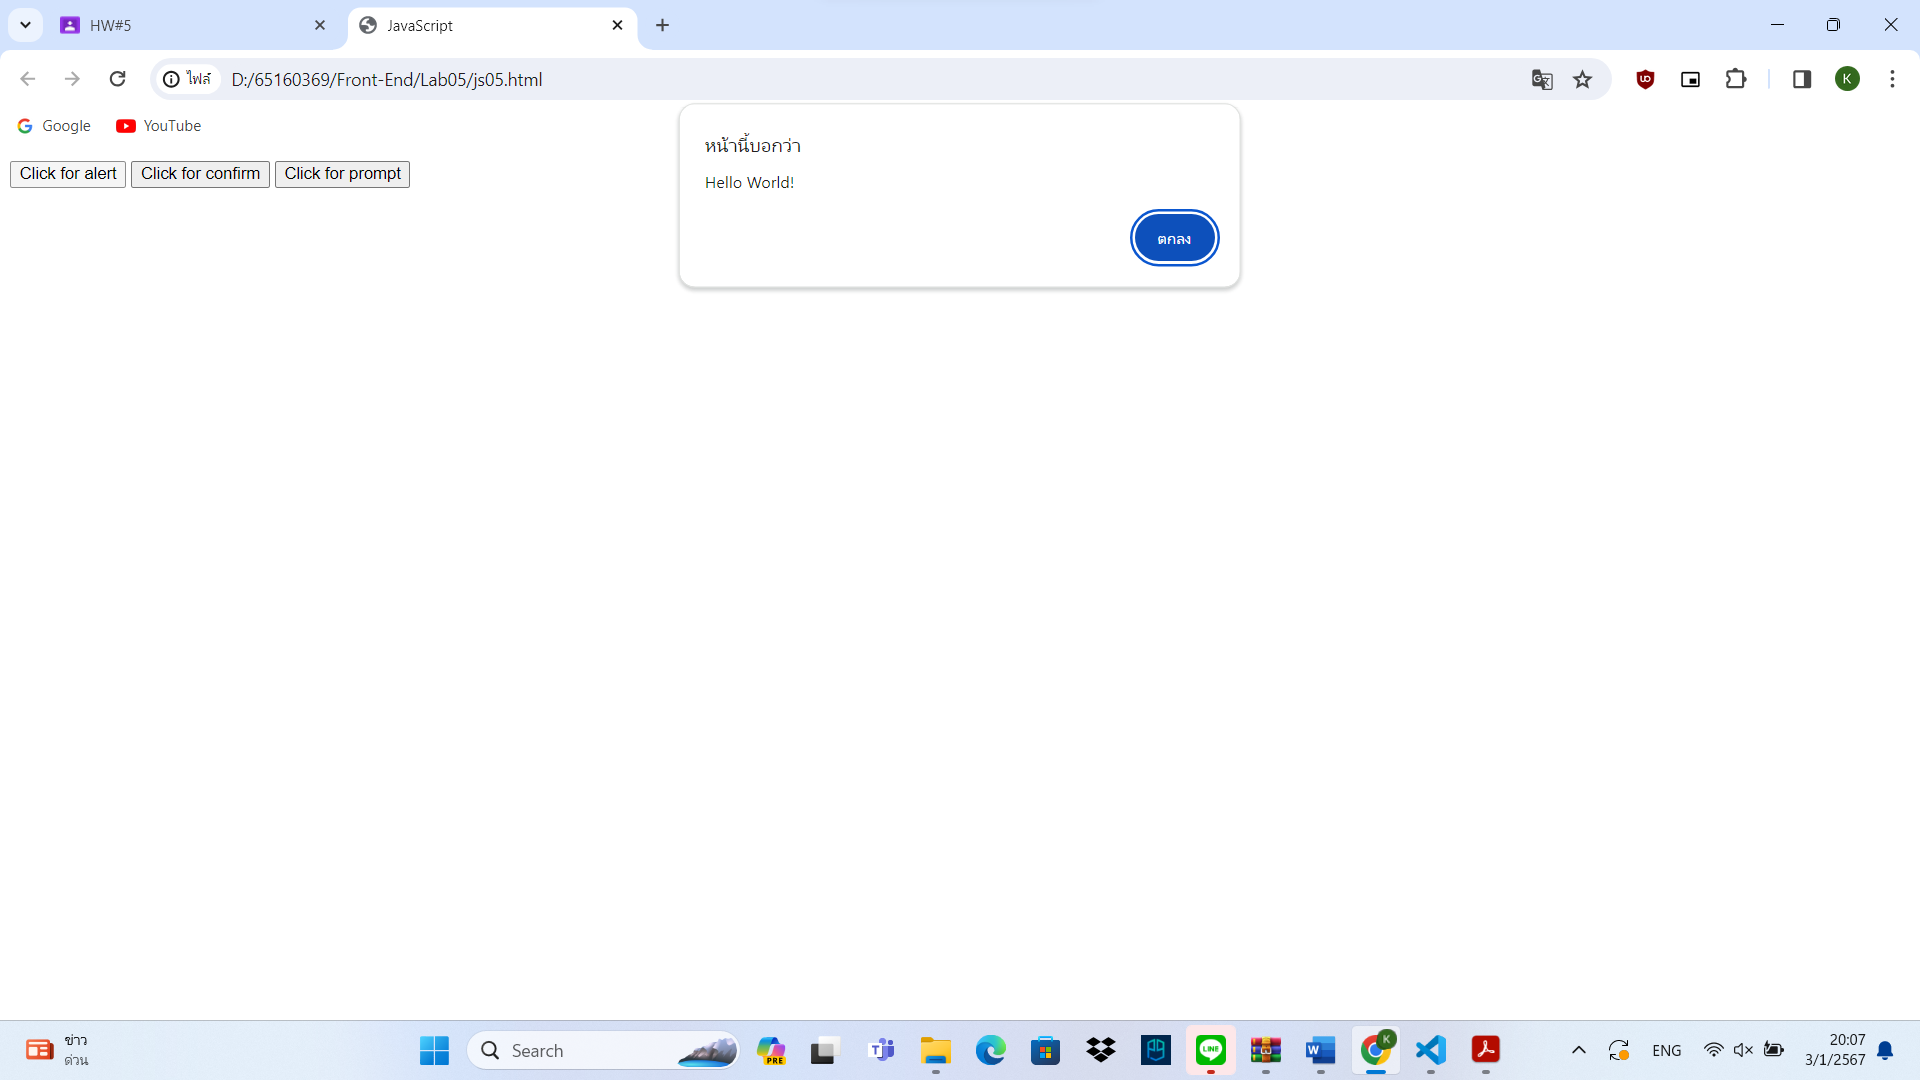 HW#5
JavaScript
ไฟล์
D:/65160369/Front-End/Lab05/js05.html
K
Google
YouTube
Click for alert
Click for confirm
Click for prompt
หน้านี้บอกว่า
Hello World!
ตกลง
ข่าว
ด่วน
Search
PRE
LINE
K
ENG
20:07
3/1/2567